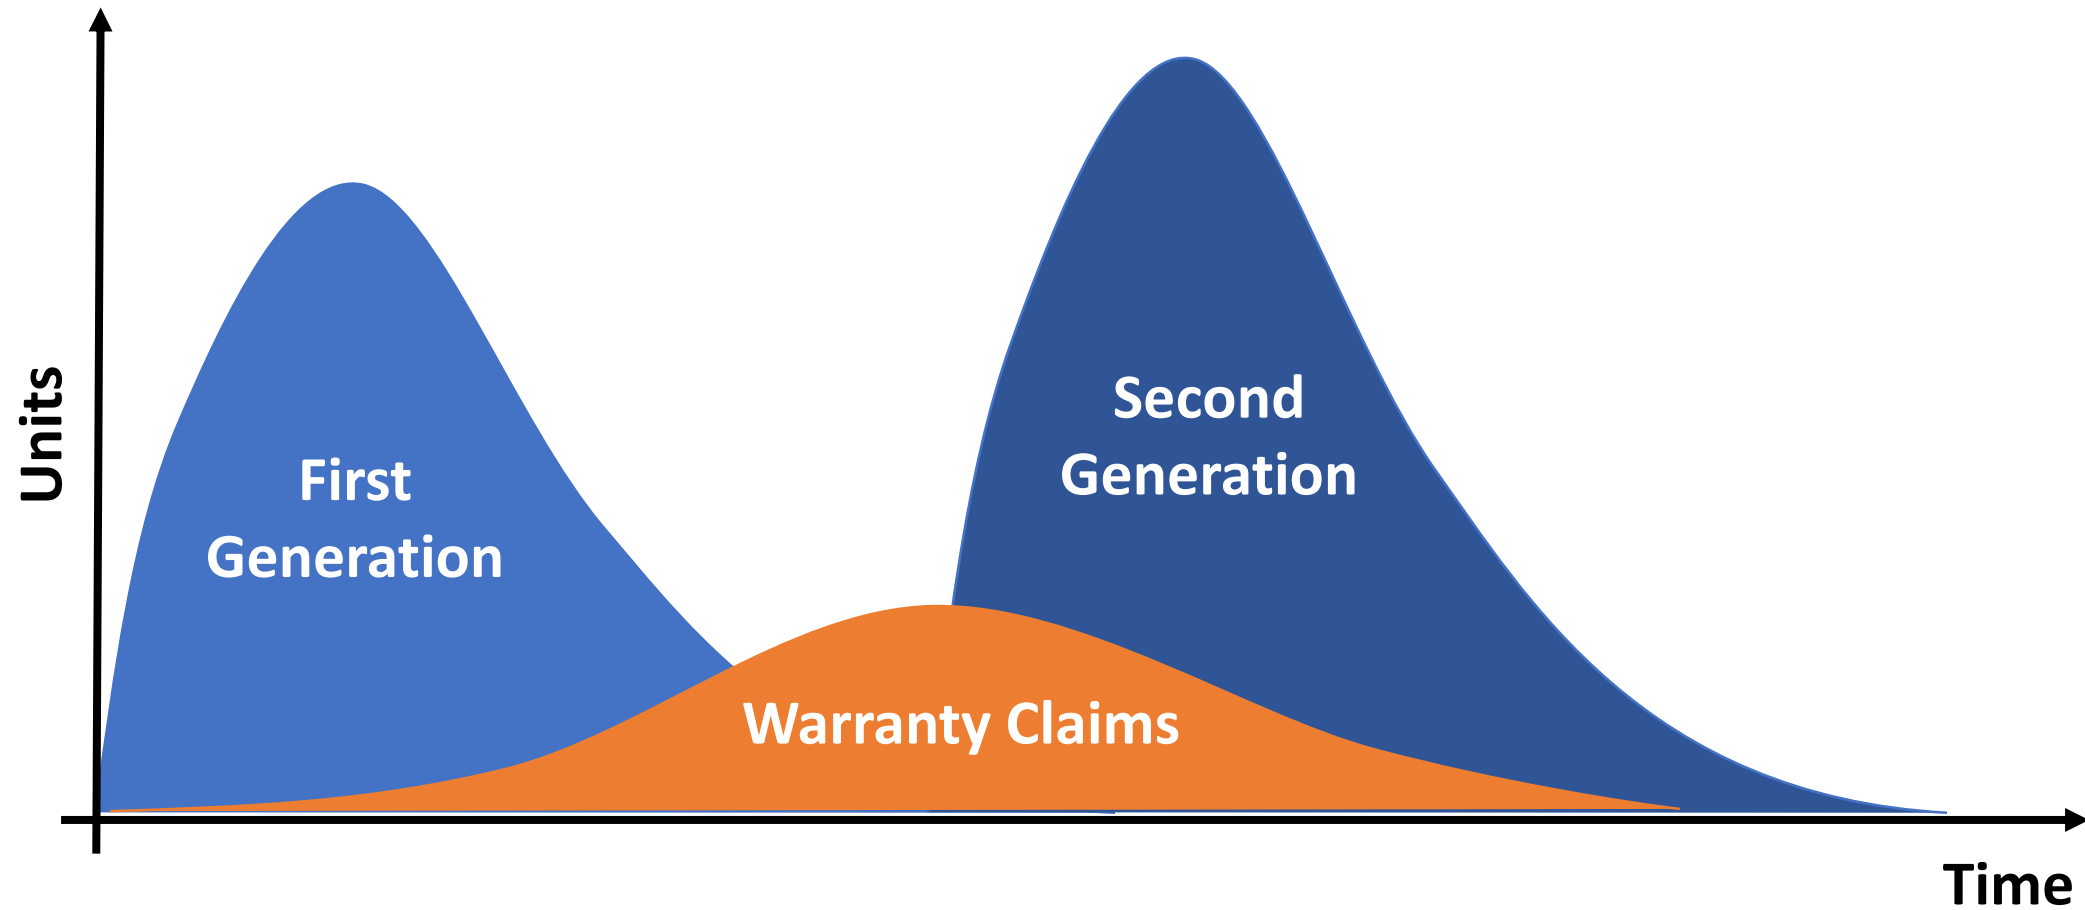 Units
First
Generation
Second
Generation
Warranty Claims
Time